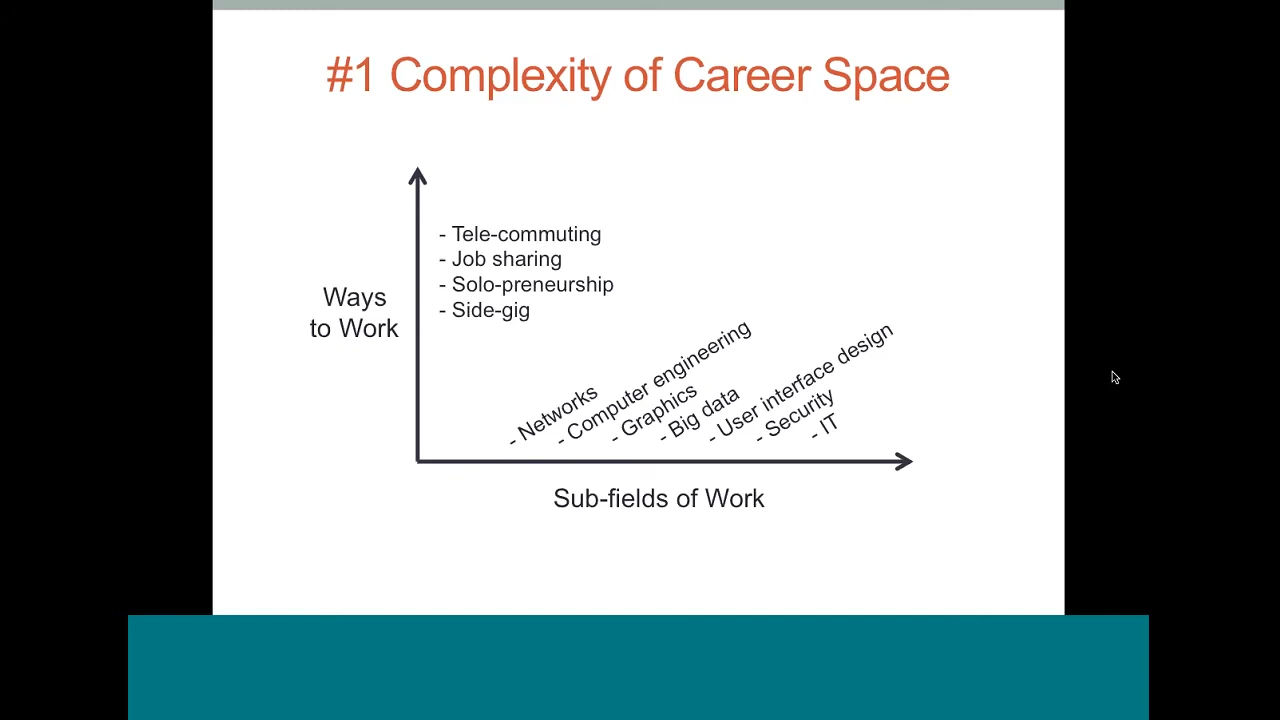 #1 Complexity of Career Space
- Tele-commuting
- Job sharing
- Solo-preneurship
- Side-gig
Ways
to Work
- Networks
- Computer engineering
- Graphics
- Big data
- User interface design
- Security
- IT
Sub-fields of Work